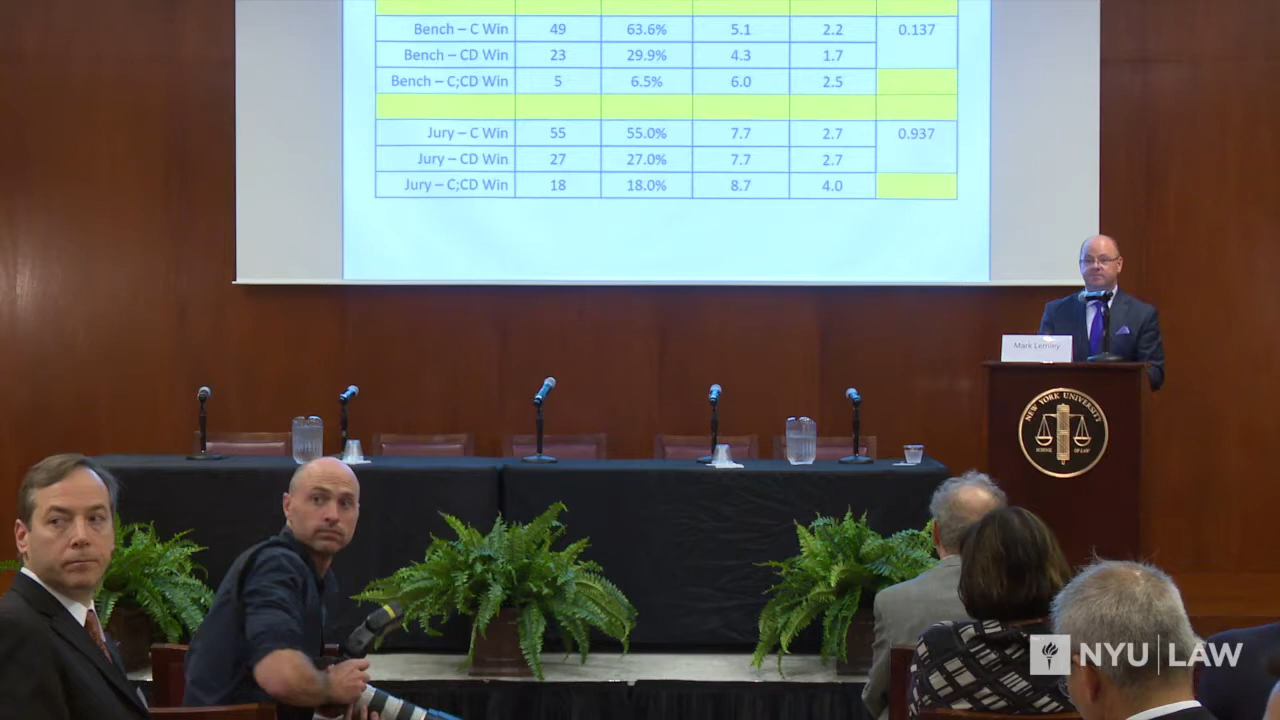 Bench – C Win 49 63.6% 5.1 2.2 0.137
Bench – CD Win 23 29.9% 4.3 1.7
Bench – C;CD Win 5 6.5% 6.0 2.5
Jury – C Win 55 55.0% 7.7 2.7 0.937
Jury – CD Win 27 27.0% 7.7 2.7
Jury – C;CD Win 18 18.0% 8.7 4.0
Mark Lemley
NEW YORK UNIVERSITY
SCHOOL OF LAW
NYU LAW